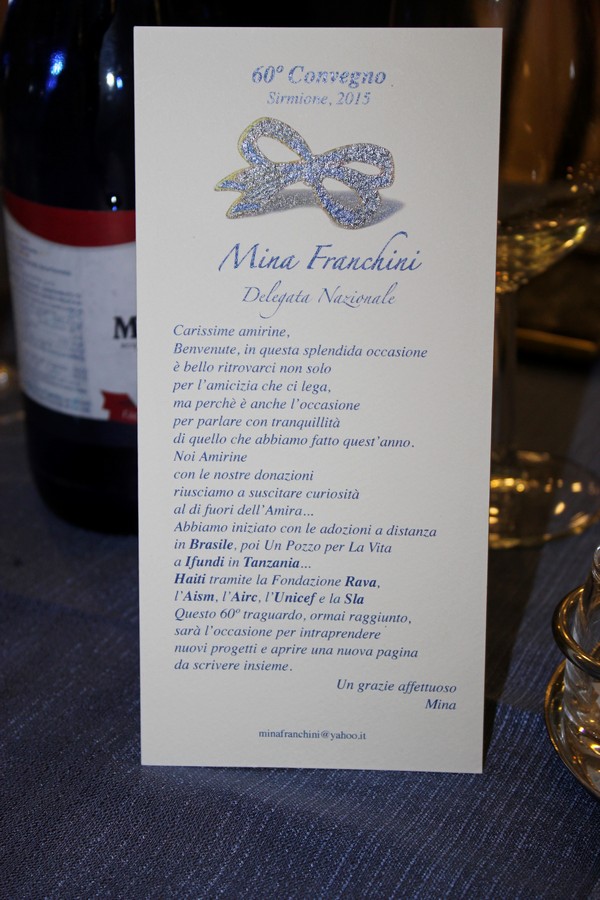 60º Convegno
Sirmione, 2015
Mina Franchini
Delegata Nazionale
Carissime amirine,
Benvenute, in questa splendida occasione
è bello ritrovarci non solo
per l'amicizia che ci lega,
ma perchè è anche l'occasione
per parlare con tranquillità
di quello che abbiamo fatto quest'anno.
Noi Amirine
con le nostre donazioni
riusciamo a suscitare curiosità
al di fuori dell'Amira...
Abbiamo iniziato con le adozioni a distanza
in Brasile, poi Un Pozzo per La Vita
a Ifundi in Tanzania...
Haiti tramite la Fondazione Rava,
l'Aism, l'Airc, l'Unicef e la Sla
Questo 60º traguardo, ormai raggiunto,
sarà l'occasione per intraprendere
nuovi progetti e aprire una nuova pagina
da scrivere insieme.
Un grazie affettuoso
Mina
minafranchini@yahoo.it